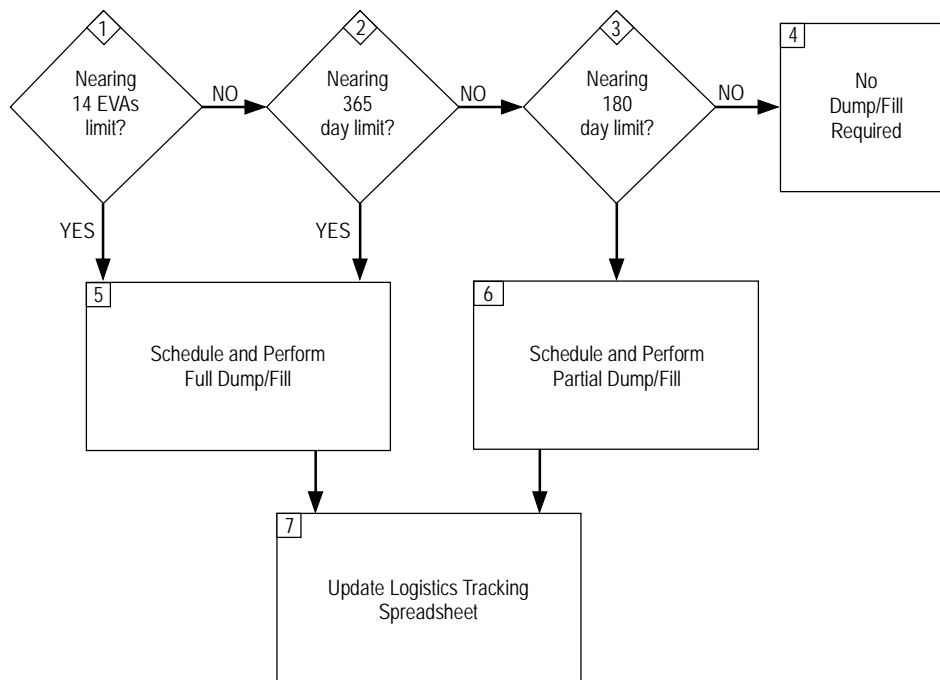 1
Nearing
14 EVAs
limit?
NO
YES
2
Nearing
365
day limit?
NO
YES
3
Nearing
180
day limit?
NO
4
No
Dump/Fill
Required
5
Schedule and Perform
Full Dump/Fill
6
Schedule and Perform
Partial Dump/Fill
7
Update Logistics Tracking
Spreadsheet